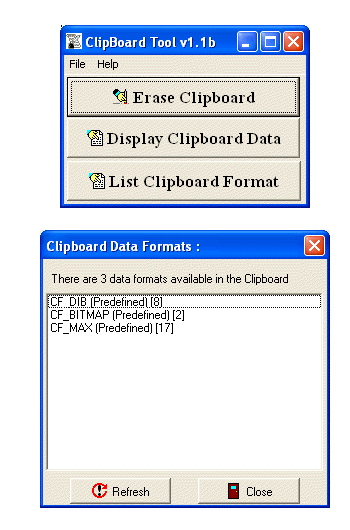 ClipBoard Tool v1.1b
File Help
Erase Clipboard
Display Clipboard Data
List Clipboard Format
Clipboard Data Formats :
There are 3 data formats available in the Clipboard
CF_DIB (Predefined) [8]
CF_BITMAP (Predefined) [2]
CF_MAX (Predefined) [17]
Refresh Close